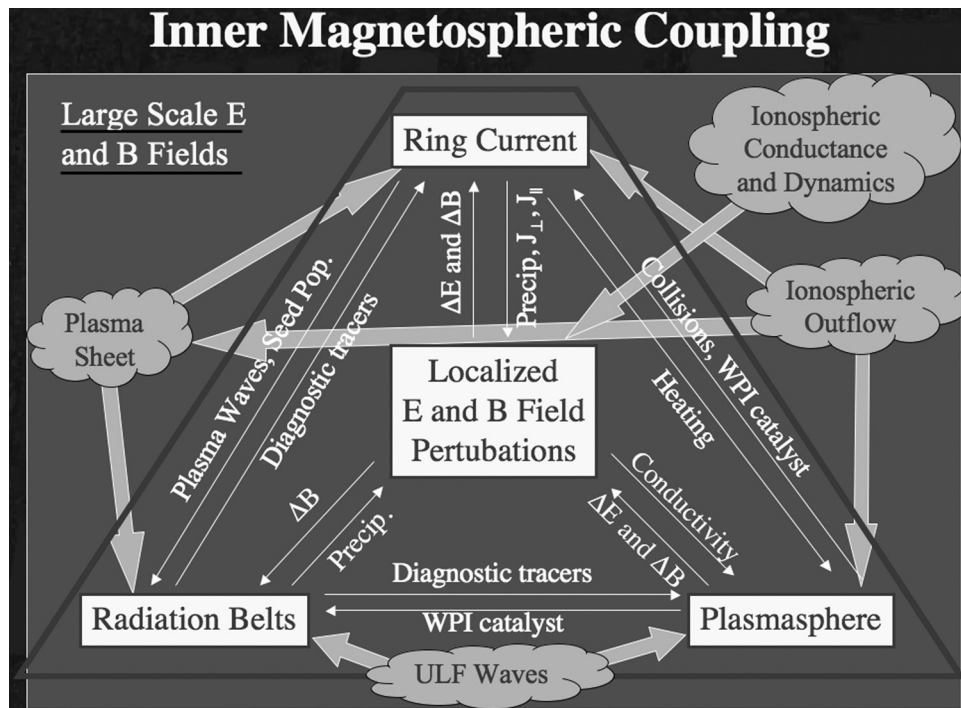 Inner Magnetospheric Coupling
Large Scale E
and B Fields
Ring Current
Ionospheric
Conductance
and Dynamics
Ionospheric
Outflow
Plasma
Sheet
Plasma Waves, Seed Pop.
Diagnostic tracers
ΔE and ΔB
Precip, J⊥, J∥
Collisions, WPI catalyst
Heating
Localized
E and B Field
Pertubations
ΔB
Precip.
Conductivity
ΔE and ΔB
Diagnostic tracers
WPI catalyst
Radiation Belts
Plasmasphere
ULF Waves